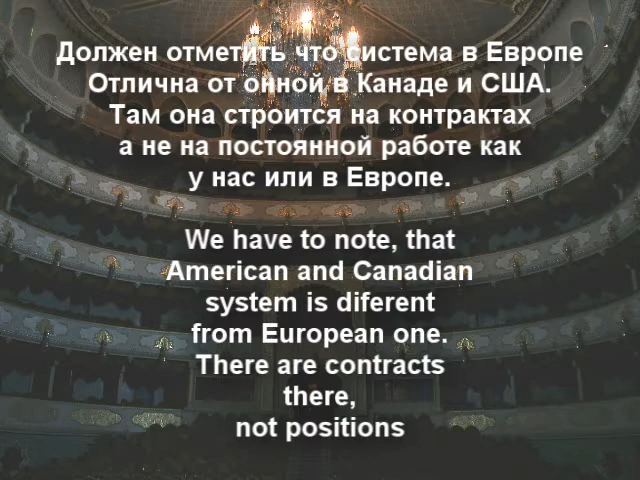 Должен отметить что система в Европе
Отлична от онной в Канаде и США.
Там она строится на контрактах
а не на постоянной работе как
у нас или в Европе.
We have to note, that
American and Canadian
system is diferent
from European one.
There are contracts
there,
not positions